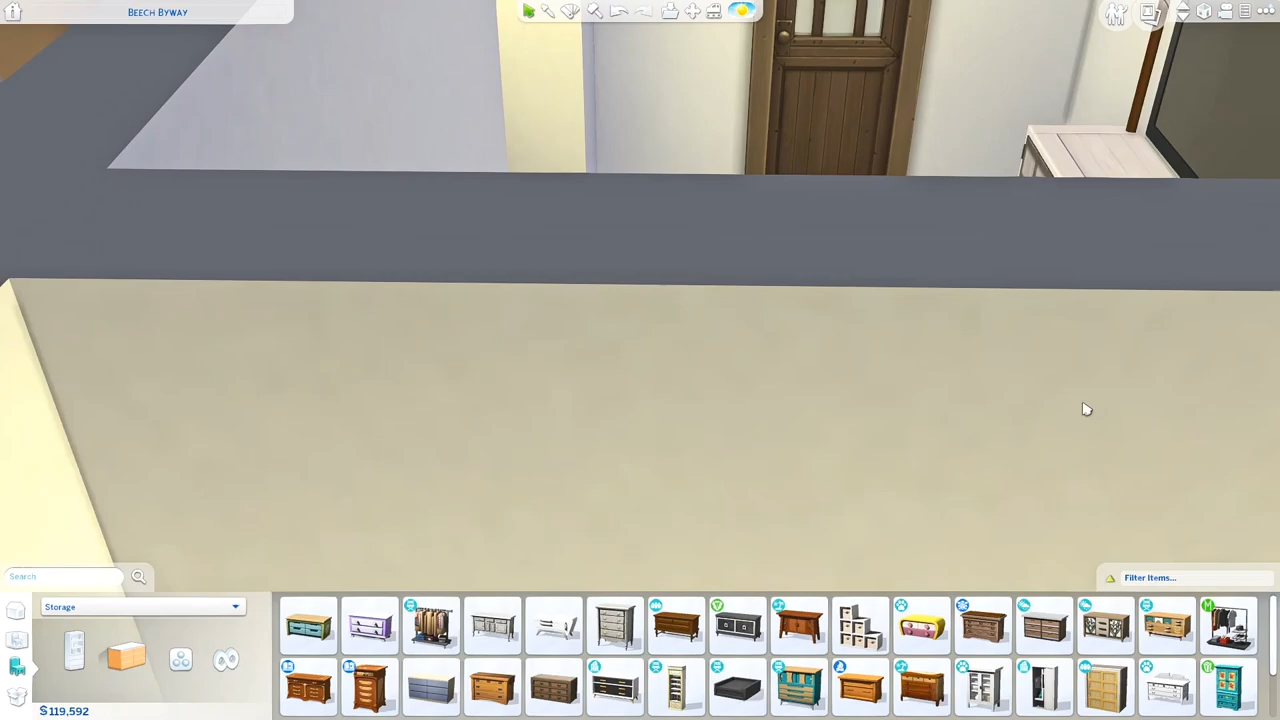 BEECH BYWAY
Search
Filter Items...
Storage
§119,592